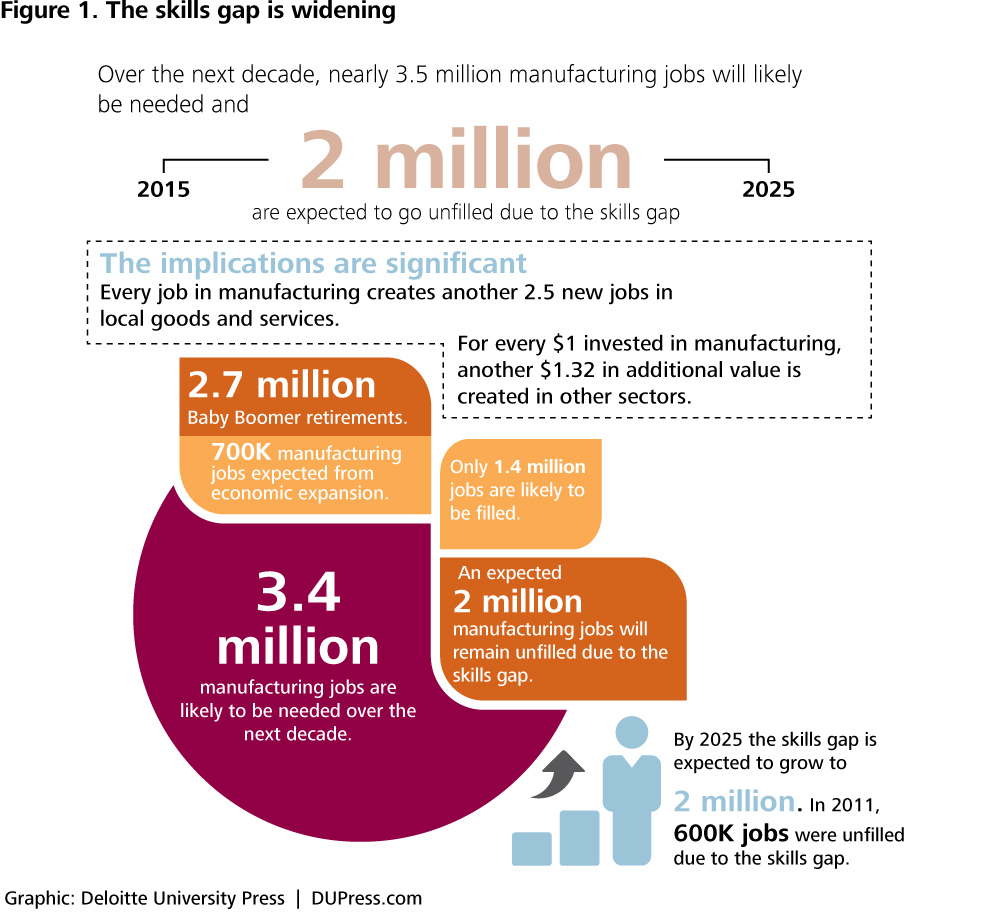 Figure 1. The skills gap is widening
Over the next decade, nearly 3.5 million manufacturing jobs will likely
be needed and
2 million
2015
2025
are expected to go unfilled due to the skills gap
The implications are significant
Every job in manufacturing creates another 2.5 new jobs in
local goods and services.
For every $1 invested in manufacturing,
another $1.32 in additional value is
created in other sectors.
2.7 million
Baby Boomer retirements.
700K manufacturing
jobs expected from
economic expansion.
Only 1.4 million
jobs are likely to
be filled.
3.4
million
manufacturing jobs are
likely to be needed over the
next decade.
An expected
2 million
manufacturing jobs will
remain unfilled due to the
skills gap.
By 2025 the skills gap is
expected to grow to
2 million. In 2011,
600K jobs were unfilled
due to the skills gap.
Graphic: Deloitte University Press | DUPress.com